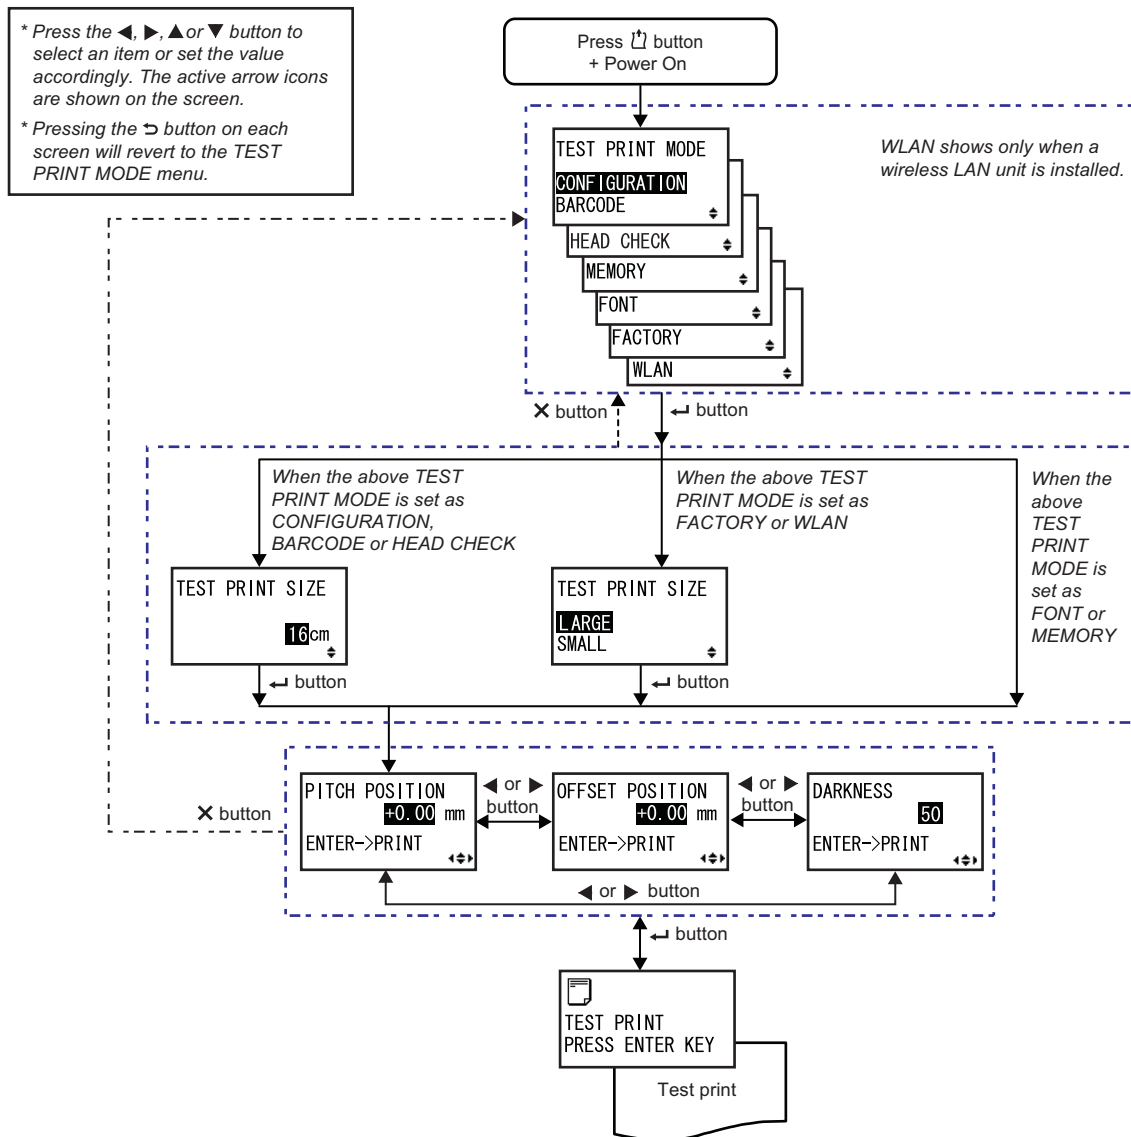 * Press the ◀, ▶, ▲ or ▼ button to
select an item or set the value
accordingly. The active arrow icons
are shown on the screen.
* Pressing the ⮌ button on each
screen will revert to the TEST
PRINT MODE menu.
Press button
+ Power On
WLAN shows only when a
wireless LAN unit is installed.
TEST PRINT MODE
CONFIGURATION
BARCODE
HEAD CHECK
MEMORY
FONT
FACTORY
WLAN
✕ button
↵ button
When the above TEST
PRINT MODE is set as
CONFIGURATION,
BARCODE or HEAD CHECK
When the above TEST
PRINT MODE is set as
FACTORY or WLAN
When the
above
TEST
PRINT
MODE is
set as
FONT or
MEMORY
TEST PRINT SIZE
16cm
TEST PRINT SIZE
LARGE
SMALL
↵ button
↵ button
✕ button
PITCH POSITION
+0.00 mm
ENTER->PRINT
◀ or ▶
button
OFFSET POSITION
+0.00 mm
ENTER->PRINT
◀ or ▶
button
DARKNESS
50
ENTER->PRINT
◀ or ▶ button
↵ button
TEST PRINT
PRESS ENTER KEY
Test print